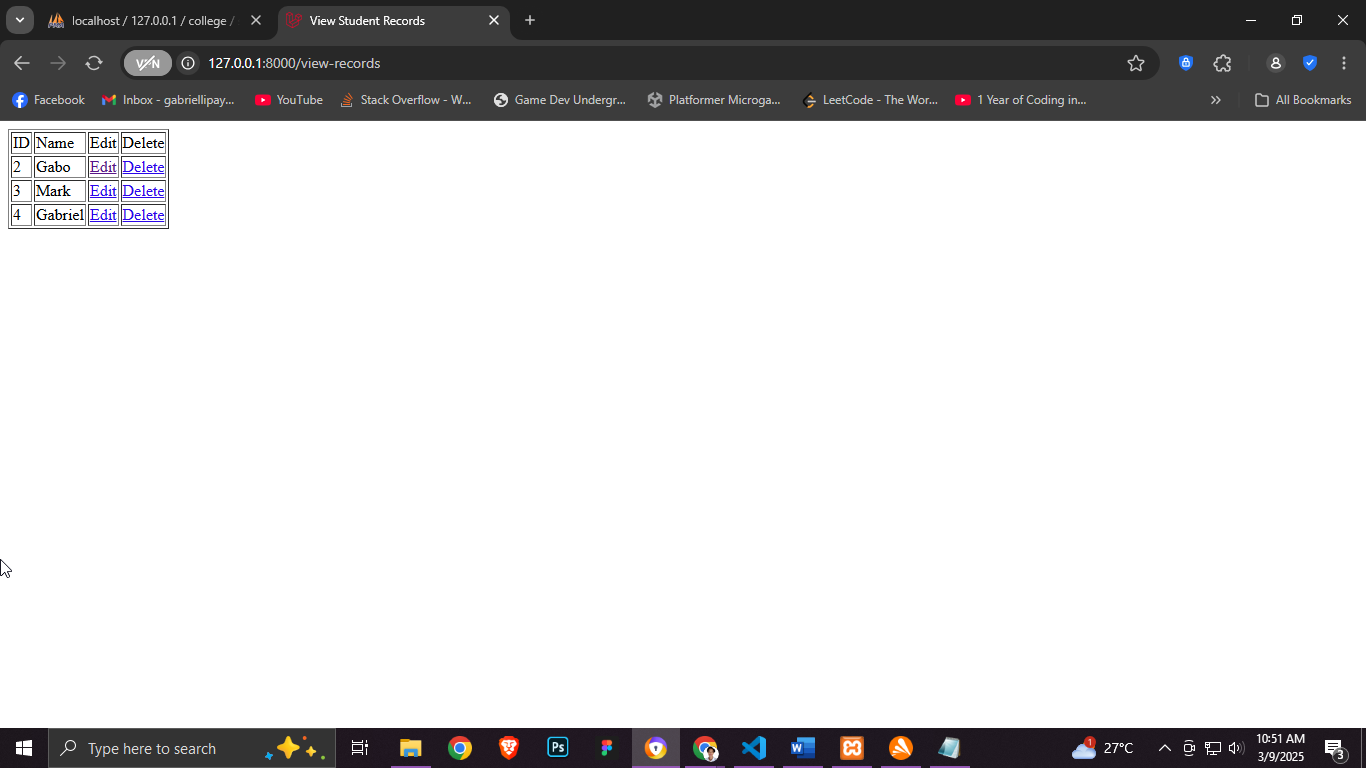 localhost / 127.0.0.1 / college /
View Student Records
VPN
127.0.0.1:8000/view-records
Facebook
Inbox - gabriellipay...
YouTube
Stack Overflow - W...
Game Dev Undergr...
Platformer Microga...
LeetCode - The Wor...
1 Year of Coding in...
All Bookmarks
ID Name Edit Delete
2 Gabo Edit Delete
3 Mark Edit Delete
4 Gabriel Edit Delete
Type here to search
Ps
1
27°C
10:51 AM
3/9/2025
3